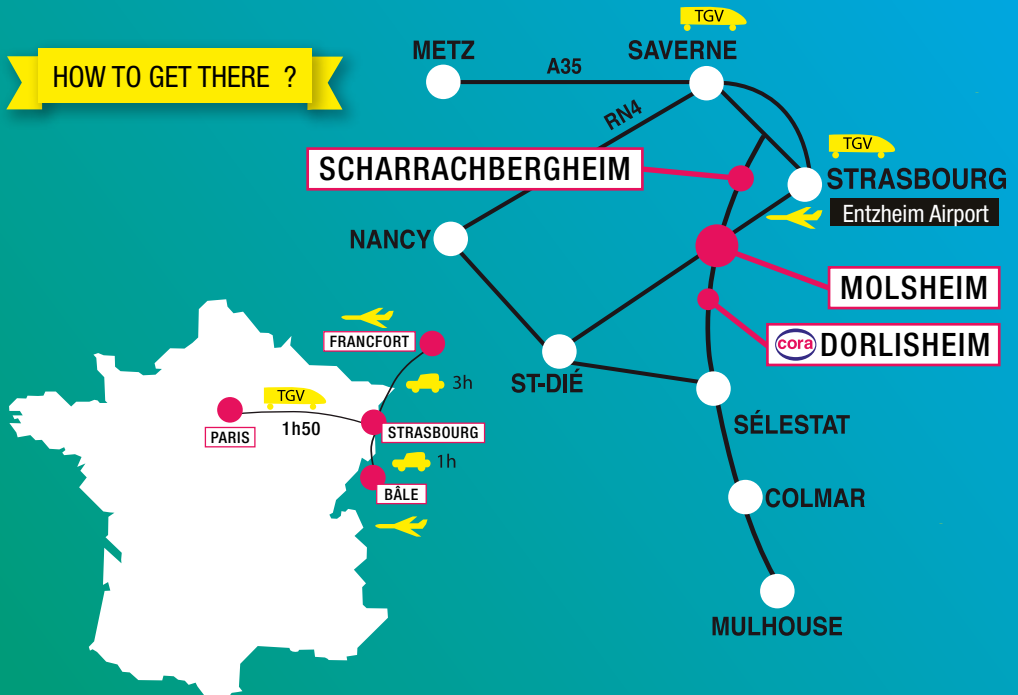 HOW TO GET THERE ?
TGV
METZ
SAVERNE
A35
RN4
TGV
SCHARRACHBERGHEIM
STRASBOURG
Entzheim Airport
NANCY
MOLSHEIM
cora DORLISHEIM
ST-DIÉ
SÉLESTAT
COLMAR
MULHOUSE
FRANCFORT
3h
TGV
PARIS
1h50
STRASBOURG
1h
BÂLE